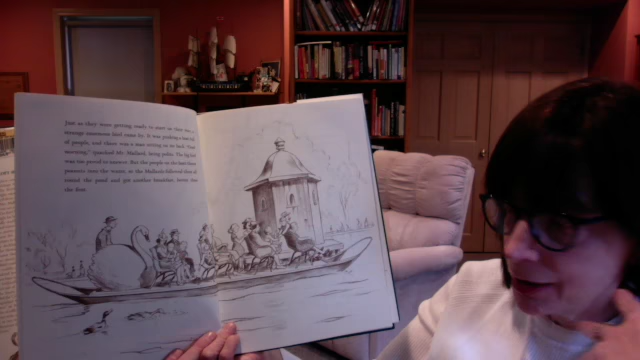 Just as they were getting ready to start on their way, a
strange enormous bird came by. It was pushing a boat full
of people, and there was a man sitting on its back. "Good
morning," quacked Mr. Mallard, being polite. The big bird
was too proud to answer. But the people on the boat threw
peanuts into the water, so the Mallards followed them all
round the pond and got another breakfast, better than
the first.